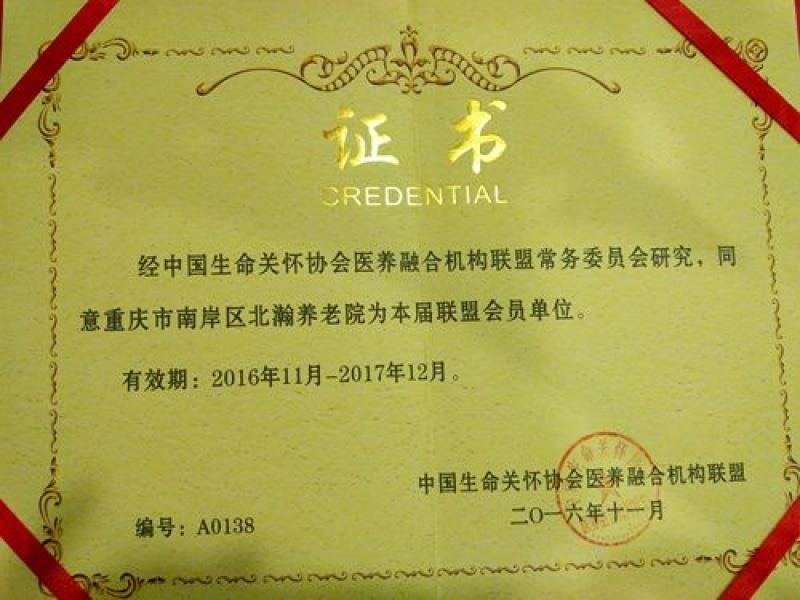 证书
CREDENTIAL
经中国生命关怀协会医养融合机构联盟常务委员会研究，同
意重庆市南岸区北瀚养老院为本届联盟会员单位。
有效期：2016年11月-2017年12月。
中国生命关怀协会医养融合机构联盟
二〇一六年十一月
编号：A0138